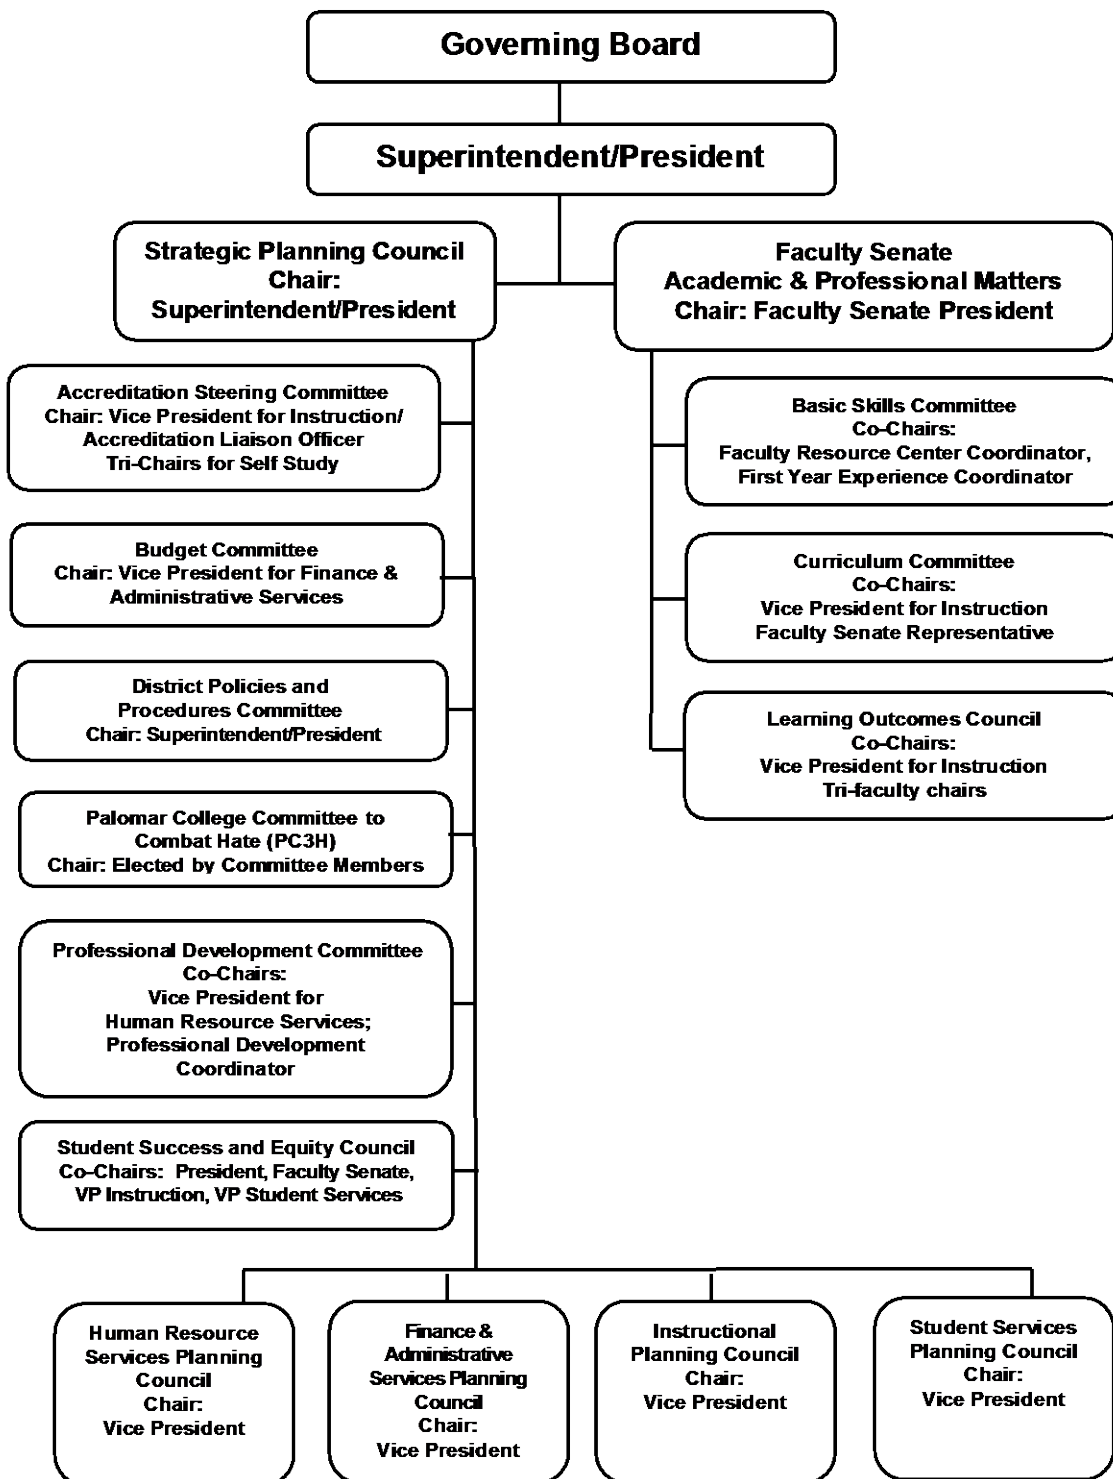 Governing Board
Superintendent/President
Strategic Planning Council
Chair:
Superintendent/President
Faculty Senate
Academic & Professional Matters
Chair: Faculty Senate President
Accreditation Steering Committee
Chair: Vice President for Instruction/
Accreditation Liaison Officer
Tri-Chairs for Self Study
Budget Committee
Chair: Vice President for Finance &
Administrative Services
District Policies and
Procedures Committee
Chair: Superintendent/President
Palomar College Committee to
Combat Hate (PC3H)
Chair: Elected by Committee Members
Professional Development Committee
Co-Chairs:
Vice President for
Human Resource Services;
Professional Development
Coordinator
Student Success and Equity Council
Co-Chairs: President, Faculty Senate,
VP Instruction, VP Student Services
Basic Skills Committee
Co-Chairs:
Faculty Resource Center Coordinator,
First Year Experience Coordinator
Curriculum Committee
Co-Chairs:
Vice President for Instruction
Faculty Senate Representative
Learning Outcomes Council
Co-Chairs:
Vice President for Instruction
Tri-faculty chairs
Human Resource
Services Planning
Council
Chair:
Vice President
Finance &
Administrative
Services Planning
Council
Chair:
Vice President
Instructional
Planning Council
Chair:
Vice President
Student Services
Planning Council
Chair:
Vice President